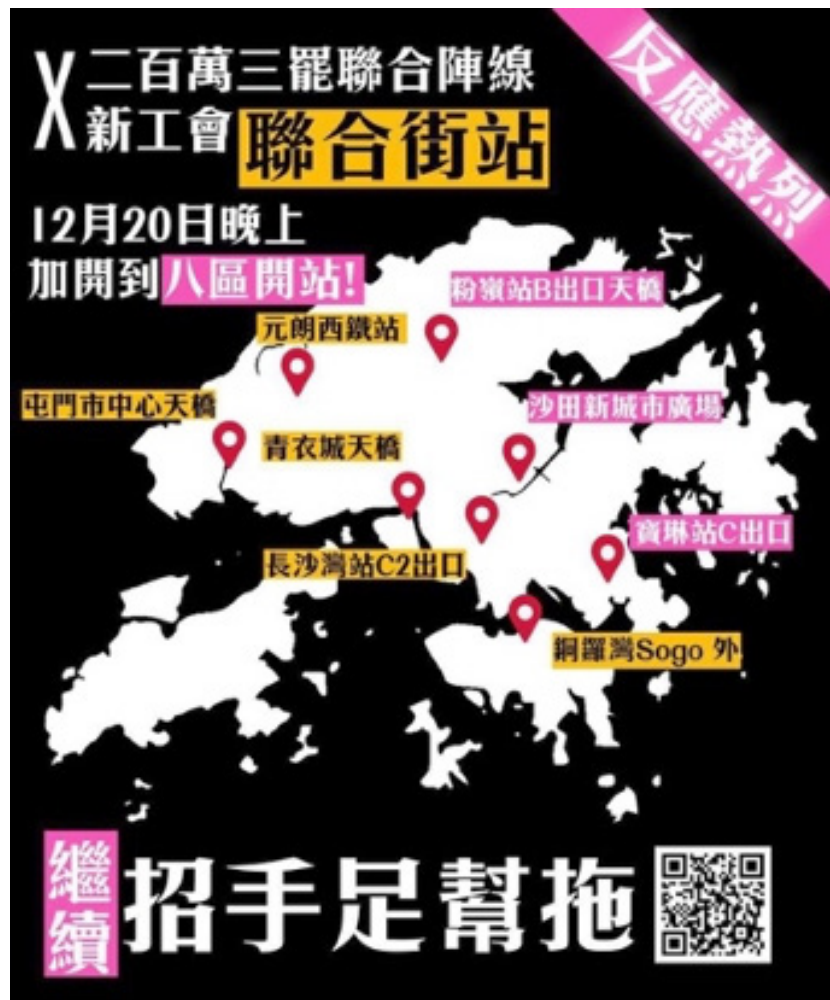 反應熱烈
X
二百萬三罷聯合陣線
新工會 聯合街站
12月20日晚上
加開到八區開站!
粉嶺站B出口天橋
元朗西鐵站
屯門市中心天橋
沙田新城市廣場
青衣城天橋
寶琳站C出口
長沙灣站C2出口
銅鑼灣Sogo 外
繼續
招手足幫拖